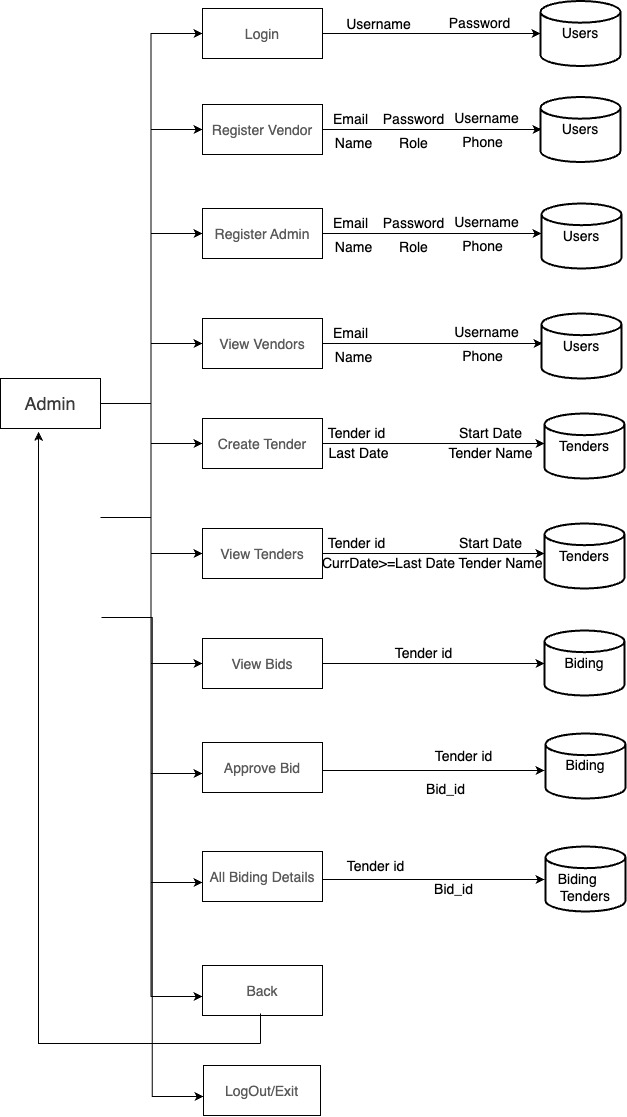 Login
Username
Password
Users
Register Vendor
Email Password Username
Name Role Phone
Users
Register Admin
Email Password Username
Name Role Phone
Users
View Vendors
Email Username
Name Phone
Users
Admin
Create Tender
Tender id Start Date
Last Date Tender Name
Tenders
View Tenders
Tender id Start Date
CurrDate>=Last Date Tender Name
Tenders
View Bids
Tender id
Biding
Approve Bid
Tender id
Bid_id
Biding
All Biding Details
Tender id
Bid_id
Biding
Tenders
Back
LogOut/Exit